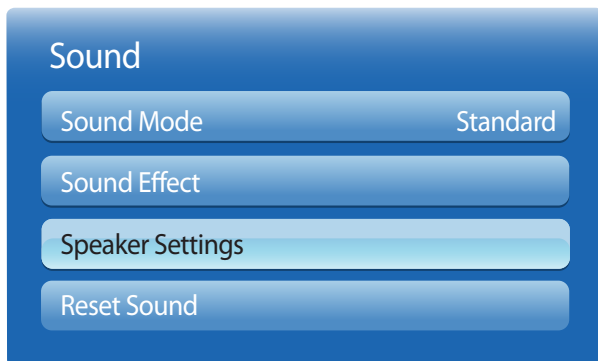 Sound
Sound Mode Standard
Sound Effect
Speaker Settings
Reset Sound